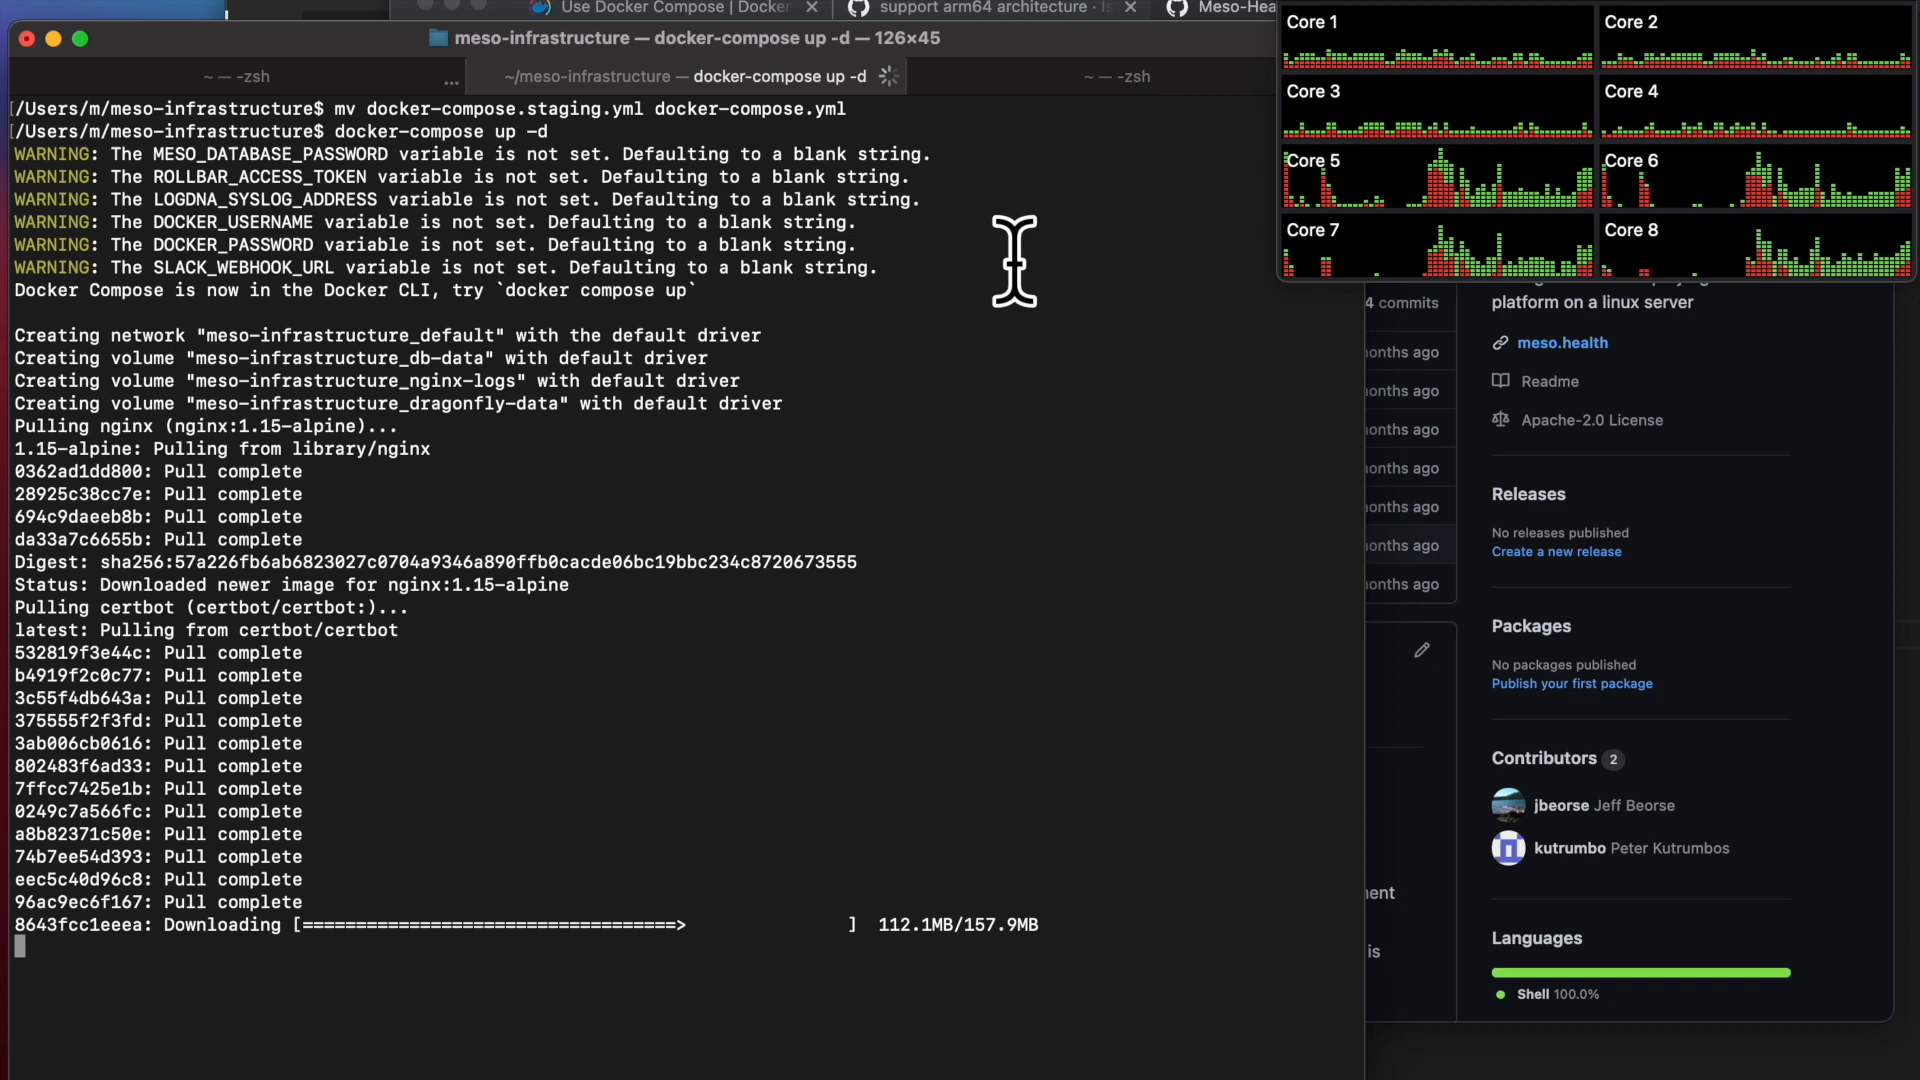 Use Docker Compose | Docker
support arm64 architecture · Is
Meso-Hea
meso-infrastructure — docker-compose up -d — 126×45
~ — -zsh
...
~/meso-infrastructure — docker-compose up -d
~ — -zsh
[/Users/m/meso-infrastructure$ mv docker-compose.staging.yml docker-compose.yml
[/Users/m/meso-infrastructure$ docker-compose up -d
WARNING: The MESO_DATABASE_PASSWORD variable is not set. Defaulting to a blank string.
WARNING: The ROLLBAR_ACCESS_TOKEN variable is not set. Defaulting to a blank string.
WARNING: The LOGDNA_SYSLOG_ADDRESS variable is not set. Defaulting to a blank string.
WARNING: The DOCKER_USERNAME variable is not set. Defaulting to a blank string.
WARNING: The DOCKER_PASSWORD variable is not set. Defaulting to a blank string.
WARNING: The SLACK_WEBHOOK_URL variable is not set. Defaulting to a blank string.
Docker Compose is now in the Docker CLI, try `docker compose up`
Creating network "meso-infrastructure_default" with the default driver
Creating volume "meso-infrastructure_db-data" with default driver
Creating volume "meso-infrastructure_nginx-logs" with default driver
Creating volume "meso-infrastructure_dragonfly-data" with default driver
Pulling nginx (nginx:1.15-alpine)...
1.15-alpine: Pulling from library/nginx
0362ad1dd800: Pull complete
28925c38cc7e: Pull complete
694c9daeeb8b: Pull complete
da33a7c6655b: Pull complete
Digest: sha256:57a226fb6ab6823027c0704a9346a890ffb0cacde06bc19bbc234c8720673555
Status: Downloaded newer image for nginx:1.15-alpine
Pulling certbot (certbot/certbot:)...
latest: Pulling from certbot/certbot
532819f3e44c: Pull complete
b4919f2c0c77: Pull complete
3c55f4db643a: Pull complete
375555f2f3fd: Pull complete
3ab006cb0616: Pull complete
802483f6ad33: Pull complete
7ffcc7425e1b: Pull complete
0249c7a566fc: Pull complete
a8b82371c50e: Pull complete
74b7ee54d393: Pull complete
eec5c40d96c8: Pull complete
96ac9ec6f167: Pull complete
8643fcc1eeea: Downloading [===================================>                ]  112.1MB/157.9MB
Core 1
Core 2
Core 3
Core 4
Core 5
Core 6
Core 7
Core 8
4 commits
onths ago
onths ago
onths ago
onths ago
onths ago
onths ago
onths ago
ent
is
platform on a linux server
meso.health
Readme
Apache-2.0 License
Releases
No releases published
Create a new release
Packages
No packages published
Publish your first package
Contributors 2
jbeorse Jeff Beorse
kutrumbo Peter Kutrumbos
Languages
Shell 100.0%